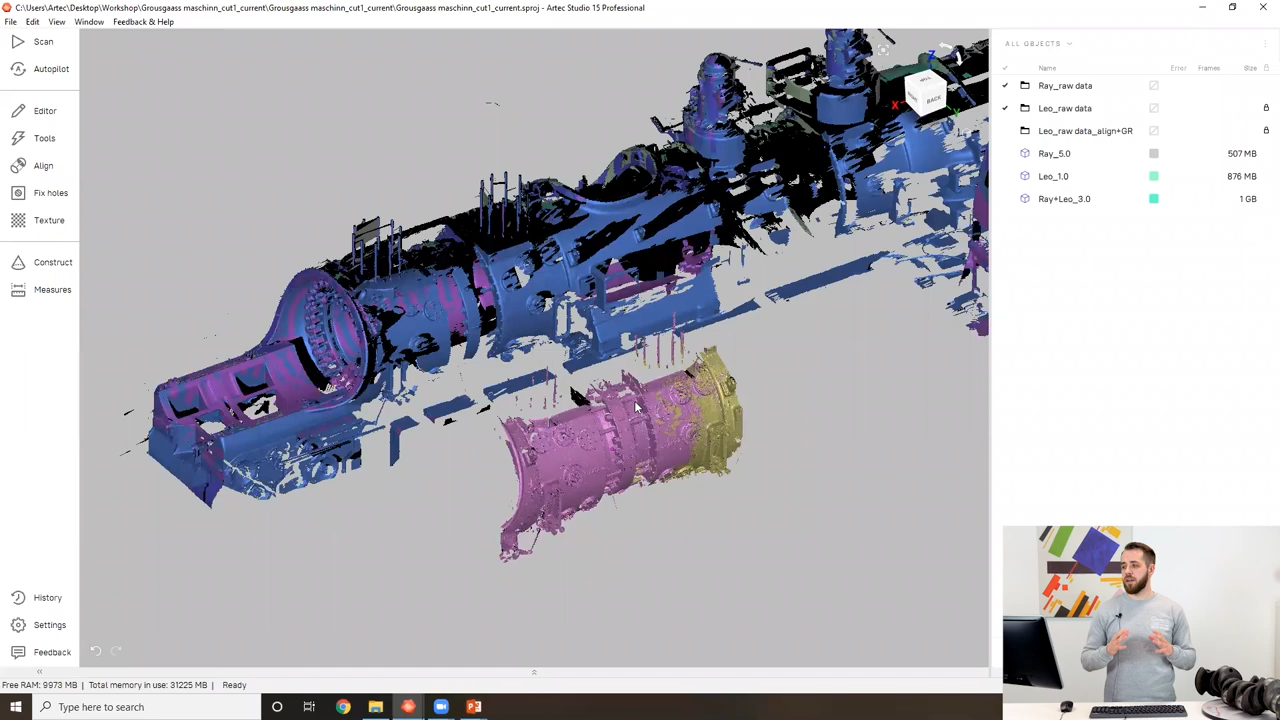 C:\Users\Artec\Desktop\Workshop\Grousgaass maschinn_cut1_current\Grousgaass maschinn_cut1_current\Grousgaass maschinn_cut1_current.sproj - Artec Studio 15 Professional
File Edit View Window Feedback & Help
Scan
Autopilot
Editor
Tools
Align
Fix holes
Texture
Construct
Measures
History
Settings
Feedback
Z
X
Y
BACK
ALL OBJECTS
Name Error Frames Size
Ray_raw data
Leo_raw data
Leo_raw data_align+GR
Ray_5.0 507 MB
Leo_1.0 876 MB
Ray+Leo_3.0 1 GB
Free RAM: 9973 MB | Total memory in use: 31225 MB | Ready
Type here to search